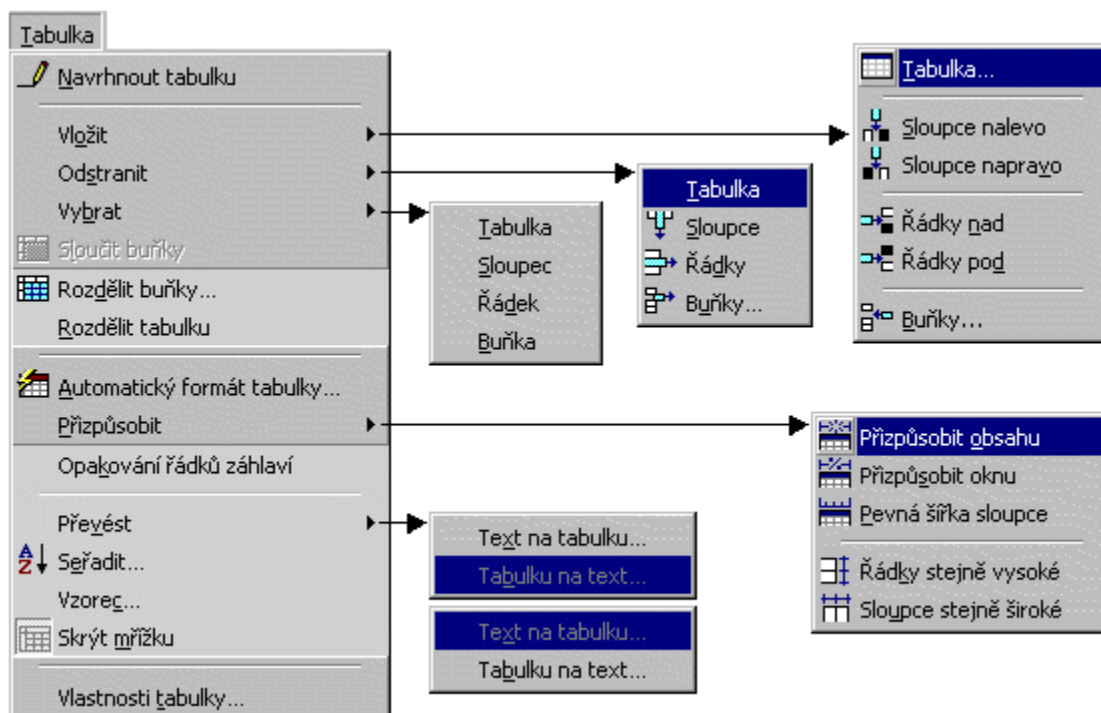 Tabulka
Navrhnout tabulku
Vložit
Odstranit
Vybrat
Sloučit buňky
Rozdělit buňky...
Rozdělit tabulku
Automatický formát tabulky...
Přizpůsobit
Opakování řádků záhlaví
Převést
Seřadit...
Vzorec...
Skrýt mřížku
Vlastnosti tabulky...
Tabulka...
Sloupce nalevo
Sloupce napravo
Řádky nad
Řádky pod
Buňky...
Tabulka
Sloupce
Řádky
Buňky...
Tabulka
Sloupec
Řádek
Buňka
Přizpůsobit obsahu
Přizpůsobit oknu
Pevná šířka sloupce
Řádky stejně vysoké
Sloupce stejně široké
Text na tabulku...
Tabulku na text...
Text na tabulku...
Tabulku na text...